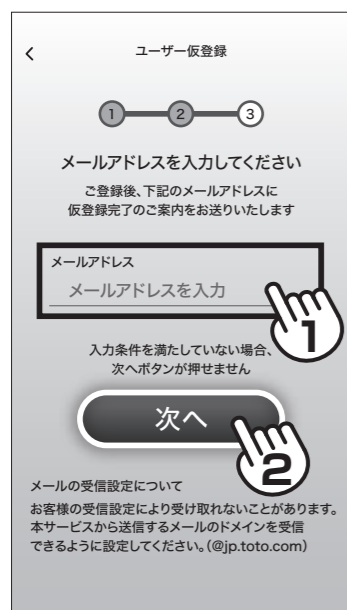 ユーザー仮登録
1 2 3
メールアドレスを入力してください
ご登録後、下記のメールアドレスに
仮登録完了のご案内をお送りいたします
メールアドレス
メールアドレスを入力
1
入力条件を満たしていない場合、
次へボタンが押せません
次へ
2
メールの受信設定について
お客様の受信設定により受け取れないことがあります。
本サービスから送信するメールのドメインを受信
できるように設定してください。(@jp.toto.com)